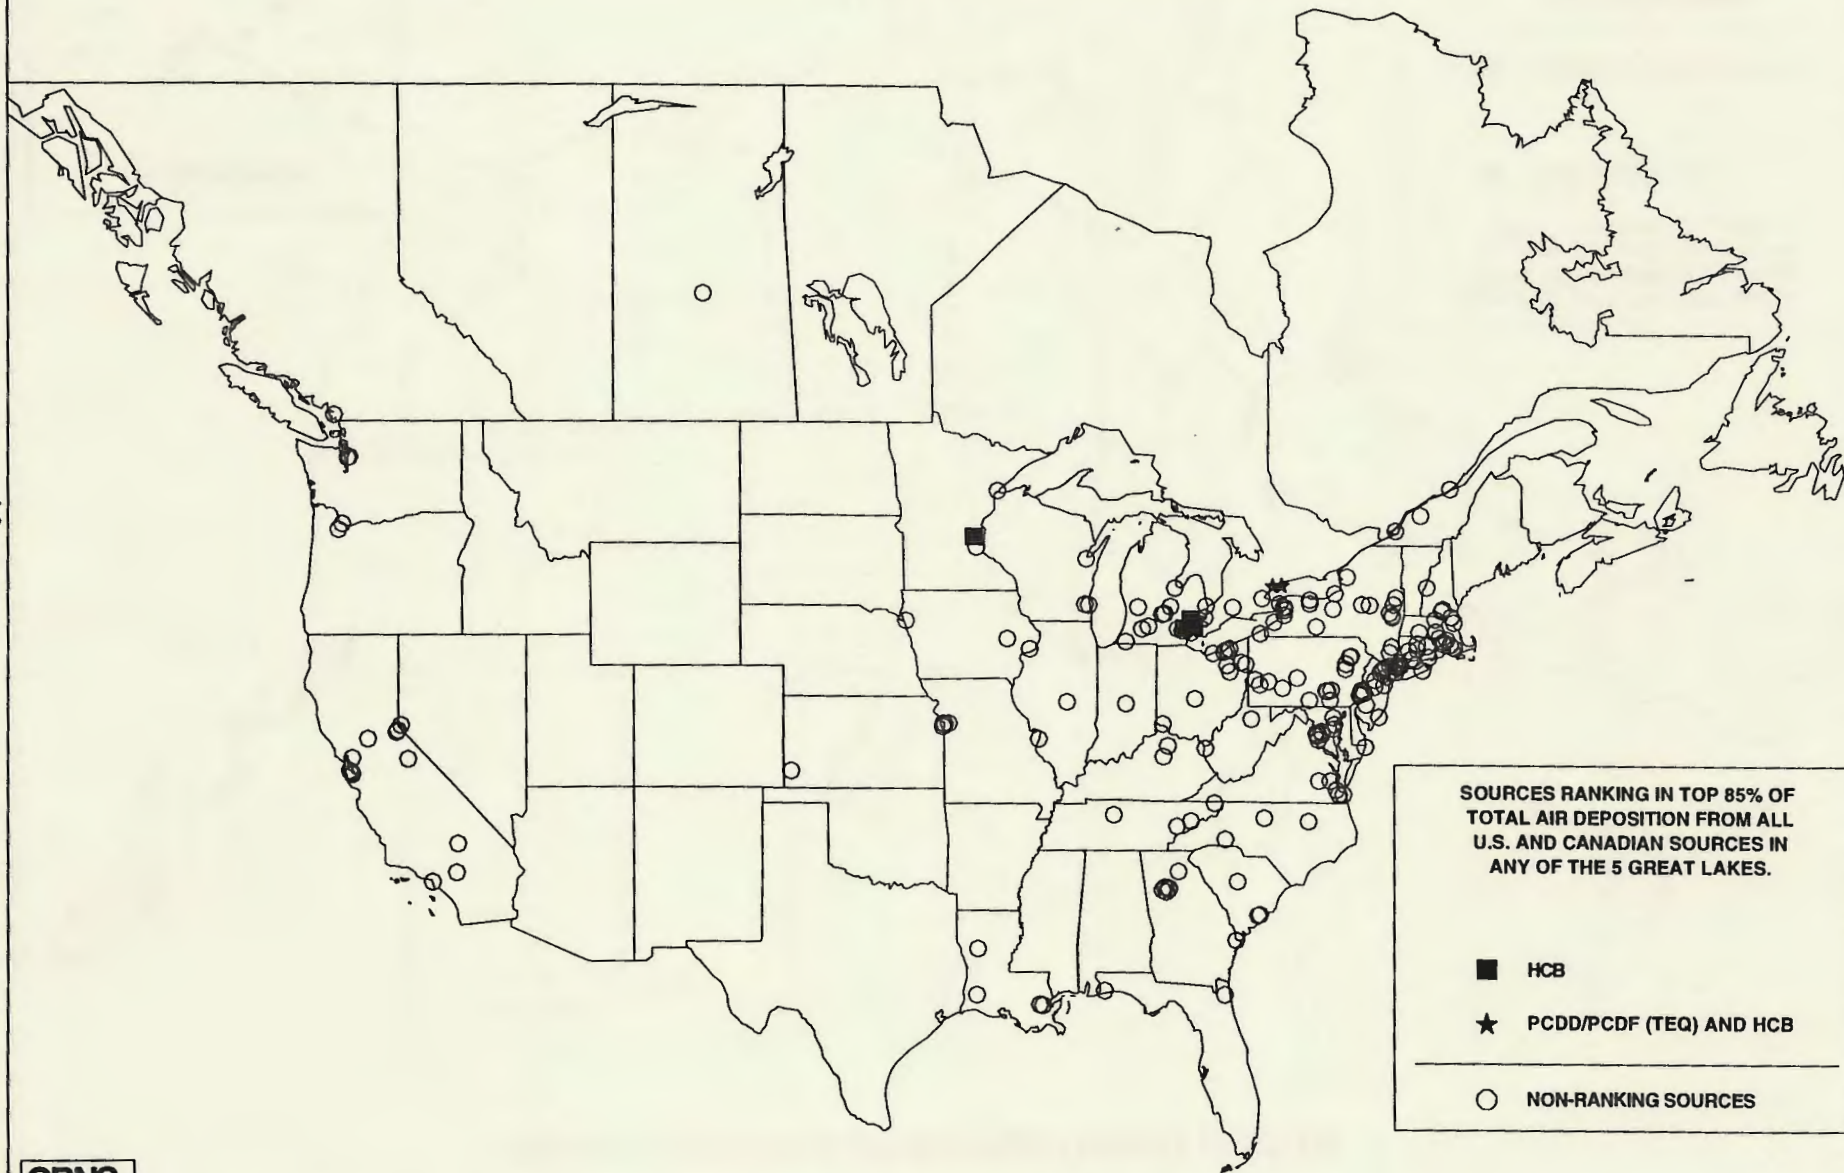 SOURCES RANKING IN TOP 85% OF
TOTAL AIR DEPOSITION FROM ALL
U.S. AND CANADIAN SOURCES IN
ANY OF THE 5 GREAT LAKES.
HCB
PCDD/PCDF (TEQ) AND HCB
NON-RANKING SOURCES
CBNS